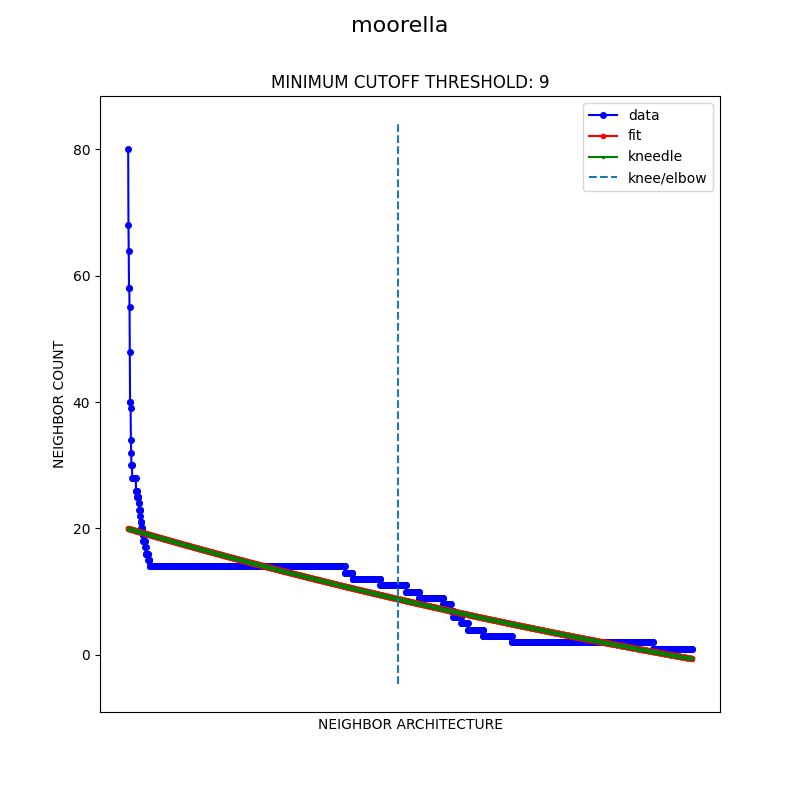 moorella
MINIMUM CUTOFF THRESHOLD: 9
data
fit
kneedle
knee/elbow
80
60
40
20
0
NEIGHBOR COUNT
NEIGHBOR ARCHITECTURE